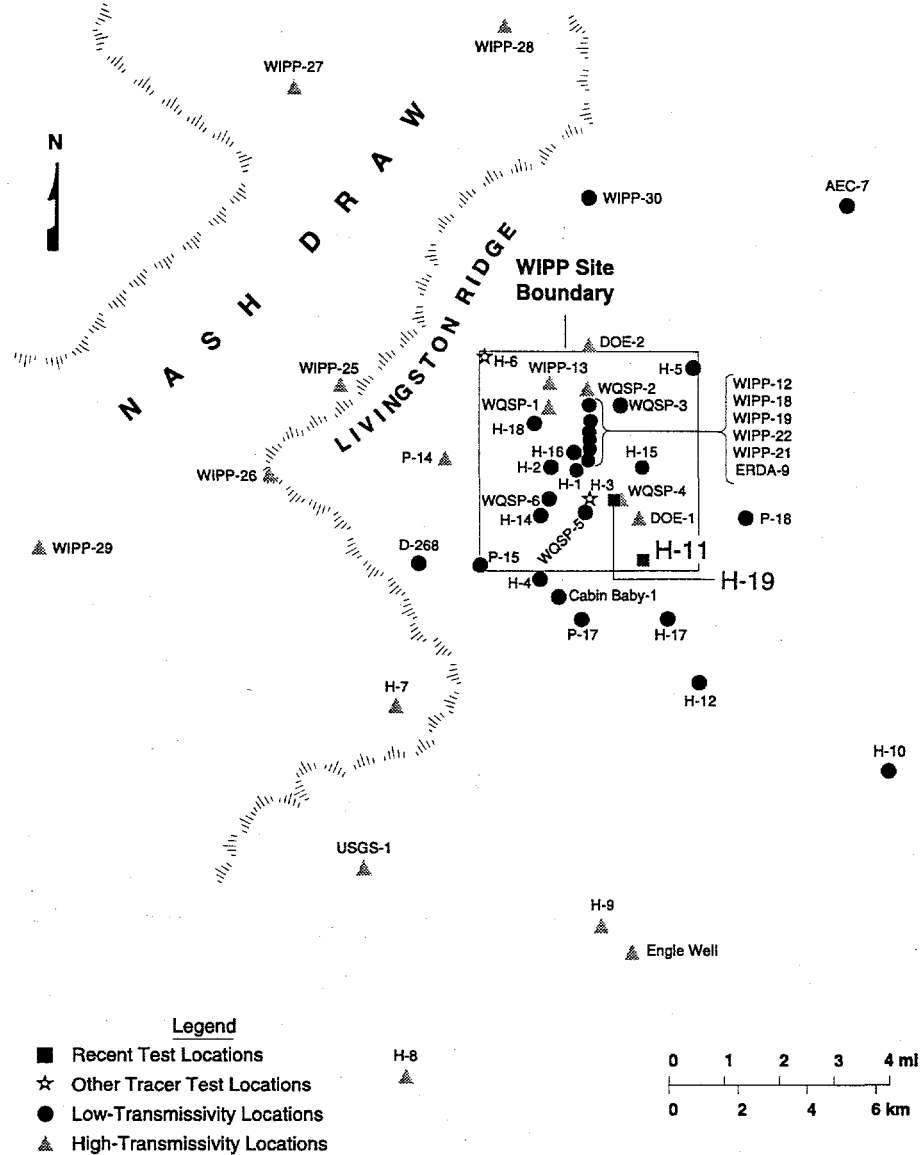 WIPP-28
WIPP-27
N
NASH DRAW
AEC-7
WIPP-30
LIVINGSTON RIDGE
WIPP Site
Boundary
DOE-2
H-6
WIPP-25
WIPP-13
H-5
WQSP-2
WQSP-1
WQSP-3
H-18
WIPP-12
WIPP-18
WIPP-19
WIPP-22
WIPP-21
ERDA-9
P-14
H-16
H-15
H-2
WIPP-26
H-1
H-3
WQSP-4
WQSP-6
H-14
DOE-1
P-18
WQSP-5
WIPP-29
D-268
P-15
H-11
H-4
H-19
Cabin Baby-1
P-17
H-17
H-7
H-12
H-10
USGS-1
H-9
Engle Well
Legend
Recent Test Locations
Other Tracer Test Locations
Low-Transmissivity Locations
High-Transmissivity Locations
H-8
0 1 2 3 4 mi
0 2 4 6 km